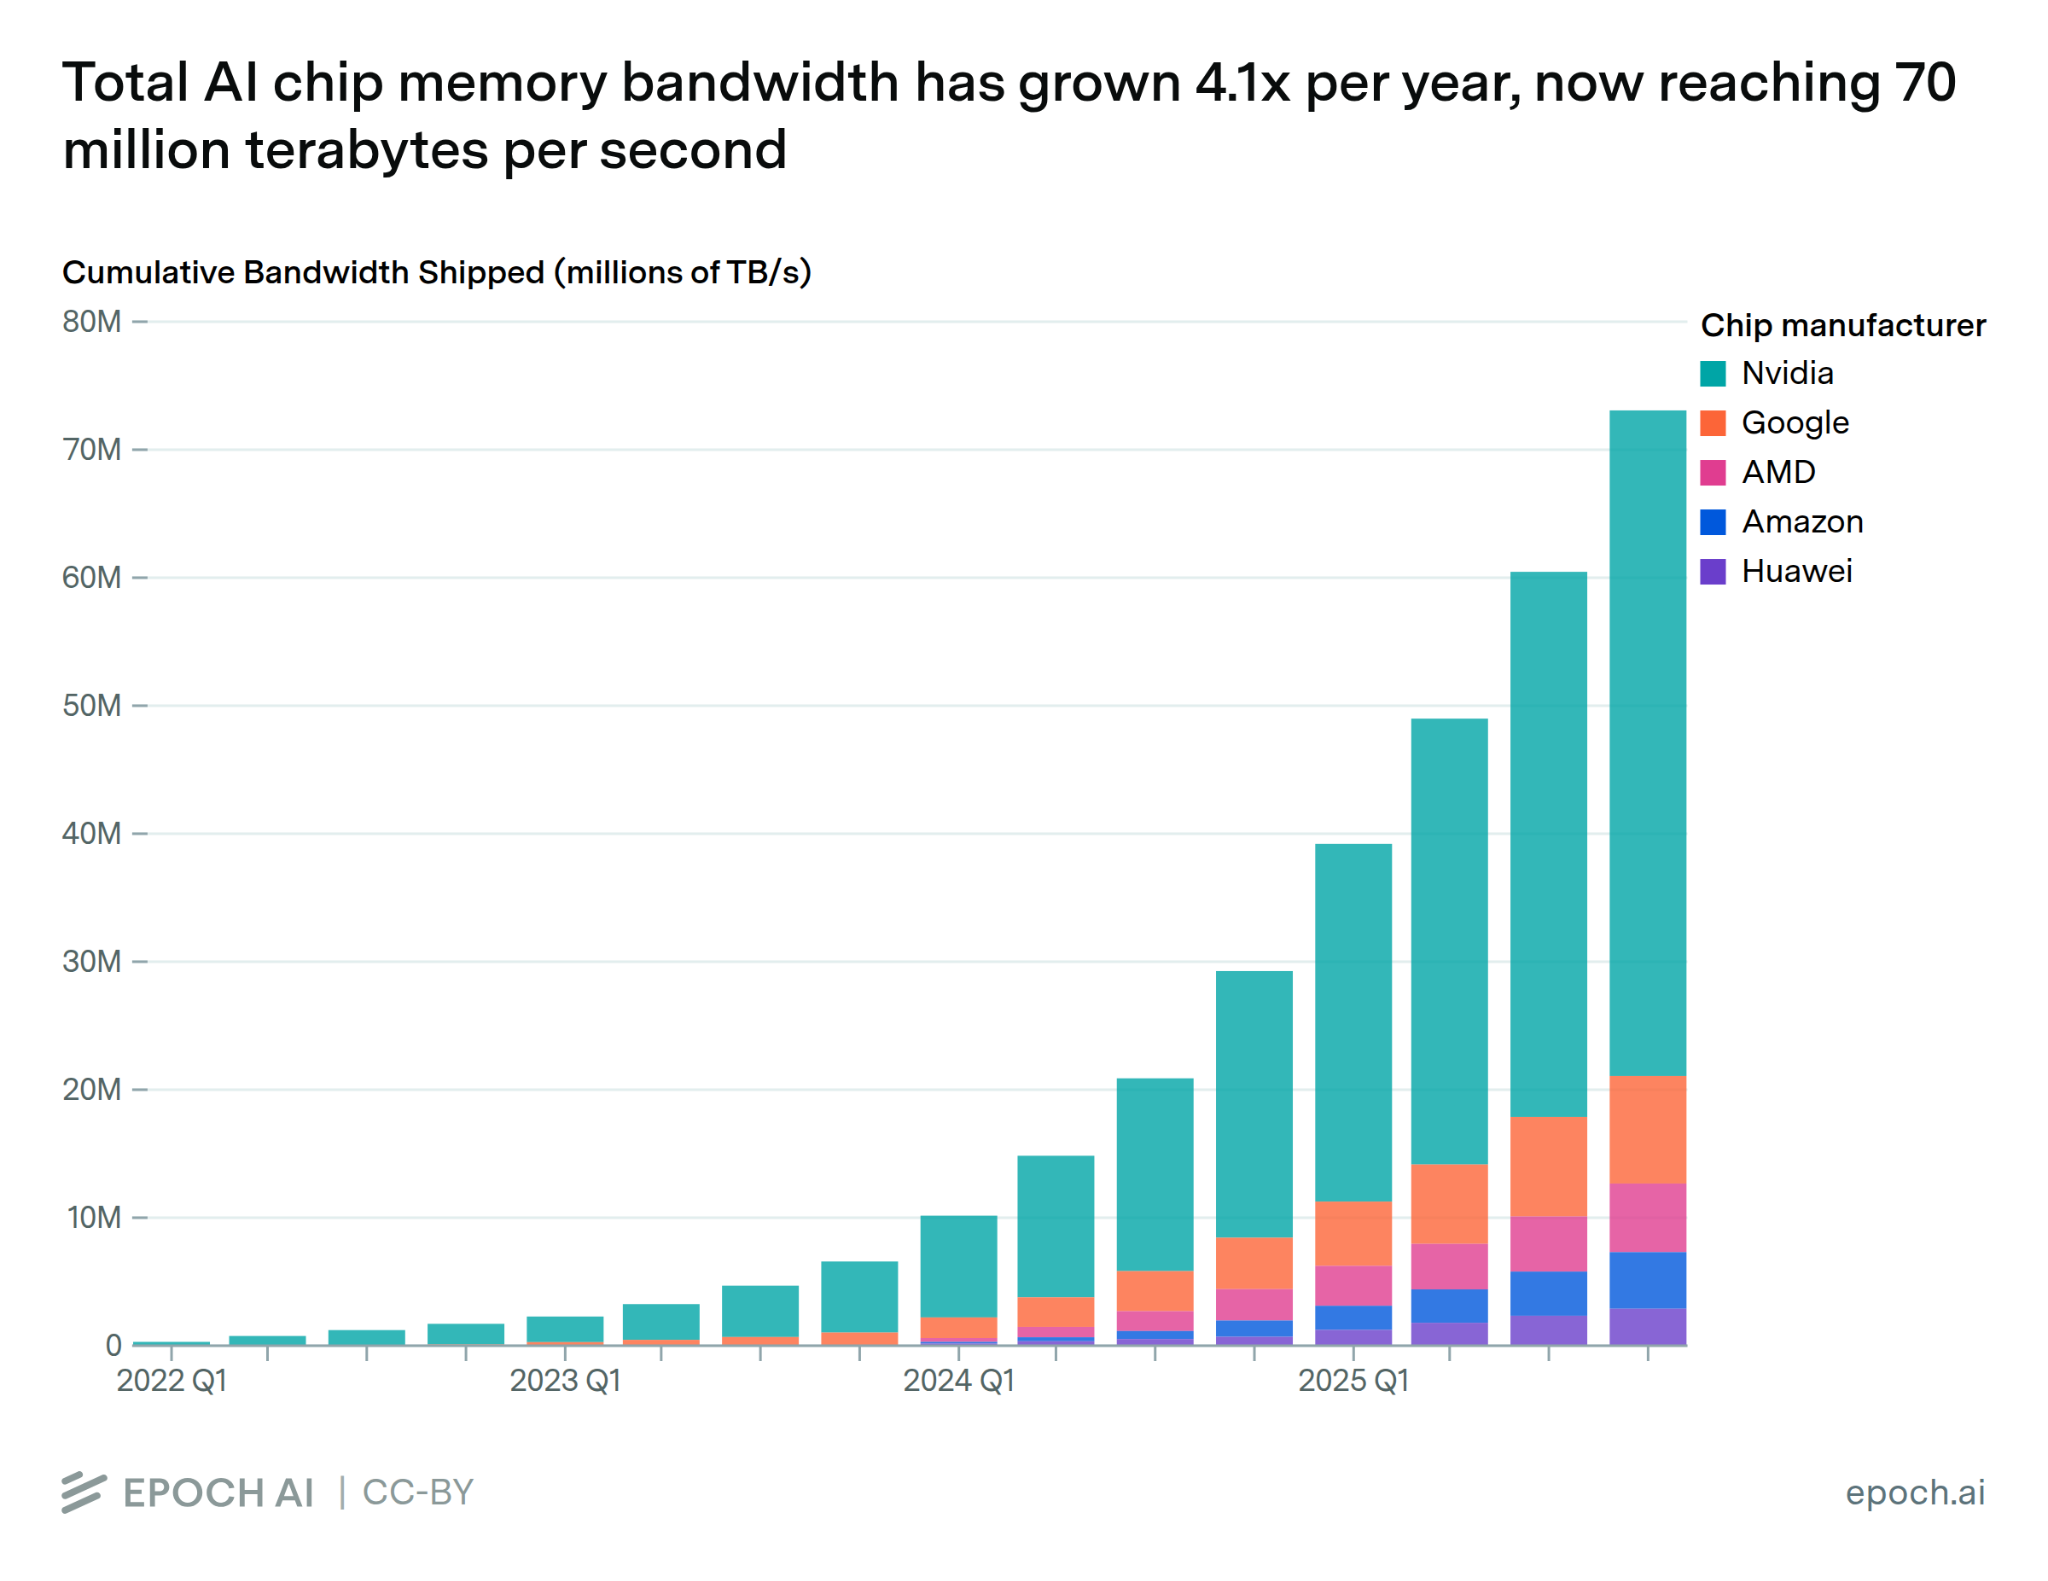 Total AI chip memory bandwidth has grown 4.1x per year, now reaching 70
million terabytes per second
Cumulative Bandwidth Shipped (millions of TB/s)
80M
70M
60M
50M
40M
30M
20M
10M
0
2022 Q1
2023 Q1
2024 Q1
2025 Q1
Chip manufacturer
Nvidia
Google
AMD
Amazon
Huawei
EPOCH AI | CC-BY
epoch.ai